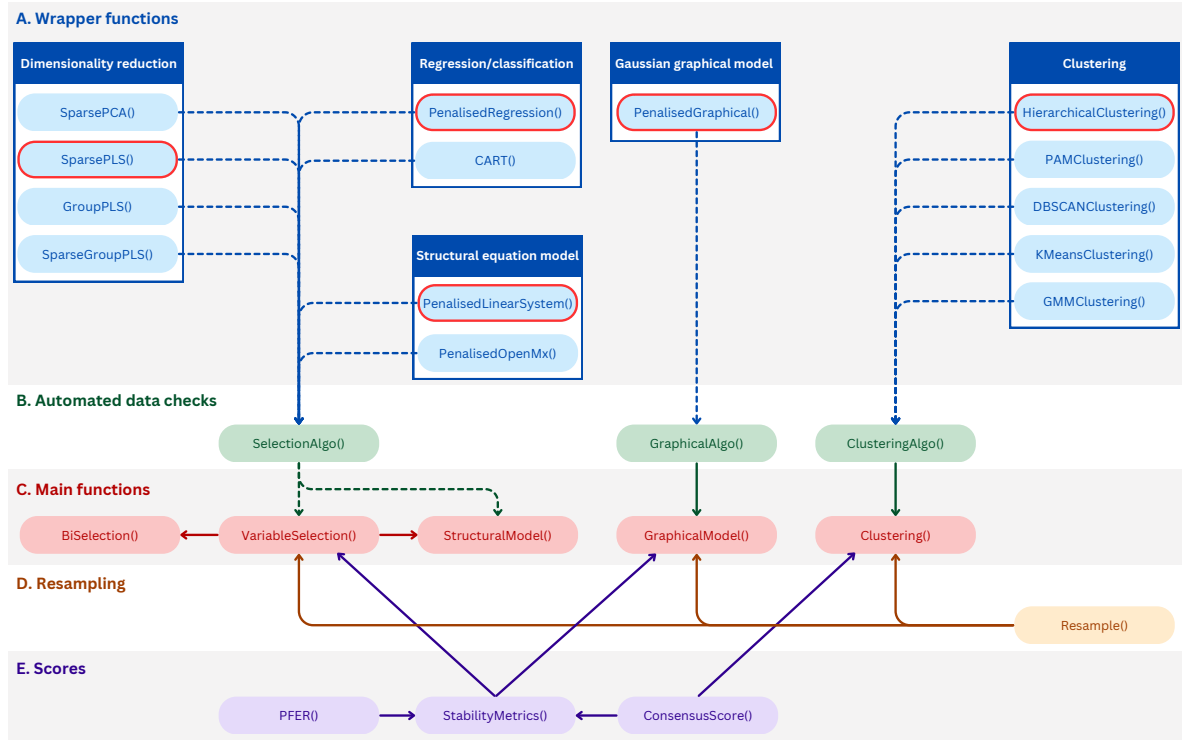 A. Wrapper functions
Dimensionality reduction
SparsePCA()
SparsePLS()
GroupPLS()
SparseGroupPLS()
Regression/classification
PenalisedRegression()
CART()
Structural equation model
PenalisedLinearSystem()
PenalisedOpenMx()
Gaussian graphical model
PenalisedGraphical()
Clustering
HierarchicalClustering()
PAMClustering()
DBSCANClustering()
KMeansClustering()
GMMClustering()
B. Automated data checks
SelectionAlgo()
GraphicalAlgo()
ClusteringAlgo()
C. Main functions
BiSelection()
VariableSelection()
StructuralModel()
GraphicalModel()
Clustering()
D. Resampling
Resample()
E. Scores
PFER()
StabilityMetrics()
ConsensusScore()